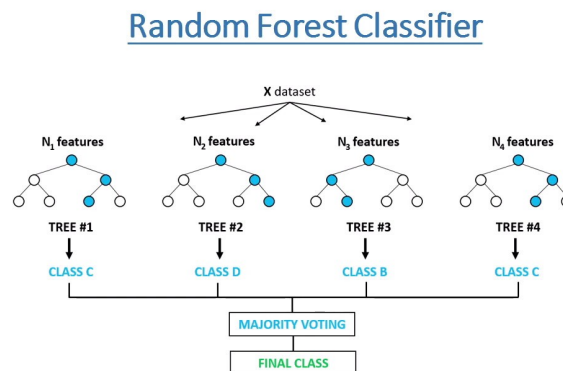 Random Forest Classifier
X dataset
N₁ features N₂ features N₃ features N₄ features
TREE #1 TREE #2 TREE #3 TREE #4
CLASS C CLASS D CLASS B CLASS C
MAJORITY VOTING
FINAL CLASS